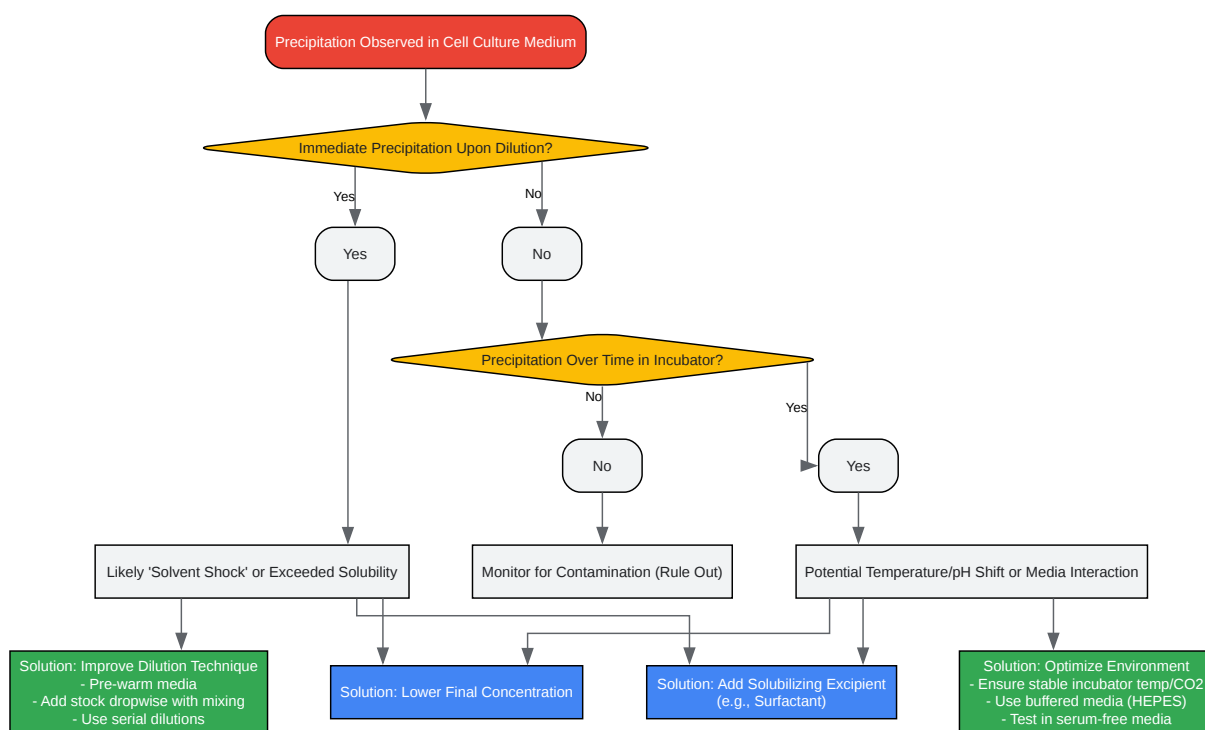 Precipitation Observed in Cell Culture Medium
Immediate Precipitation Upon Dilution?
Yes
No
Yes
No
Precipitation Over Time in Incubator?
No
Yes
No
Yes
Likely 'Solvent Shock' or Exceeded Solubility
Monitor for Contamination (Rule Out)
Potential Temperature/pH Shift or Media Interaction
Solution: Improve Dilution Technique
- Pre-warm media
- Add stock dropwise with mixing
- Use serial dilutions
Solution: Lower Final Concentration
Solution: Add Solubilizing Excipient
(e.g., Surfactant)
Solution: Optimize Environment
- Ensure stable incubator temp/CO2
- Use buffered media (HEPES)
- Test in serum-free media